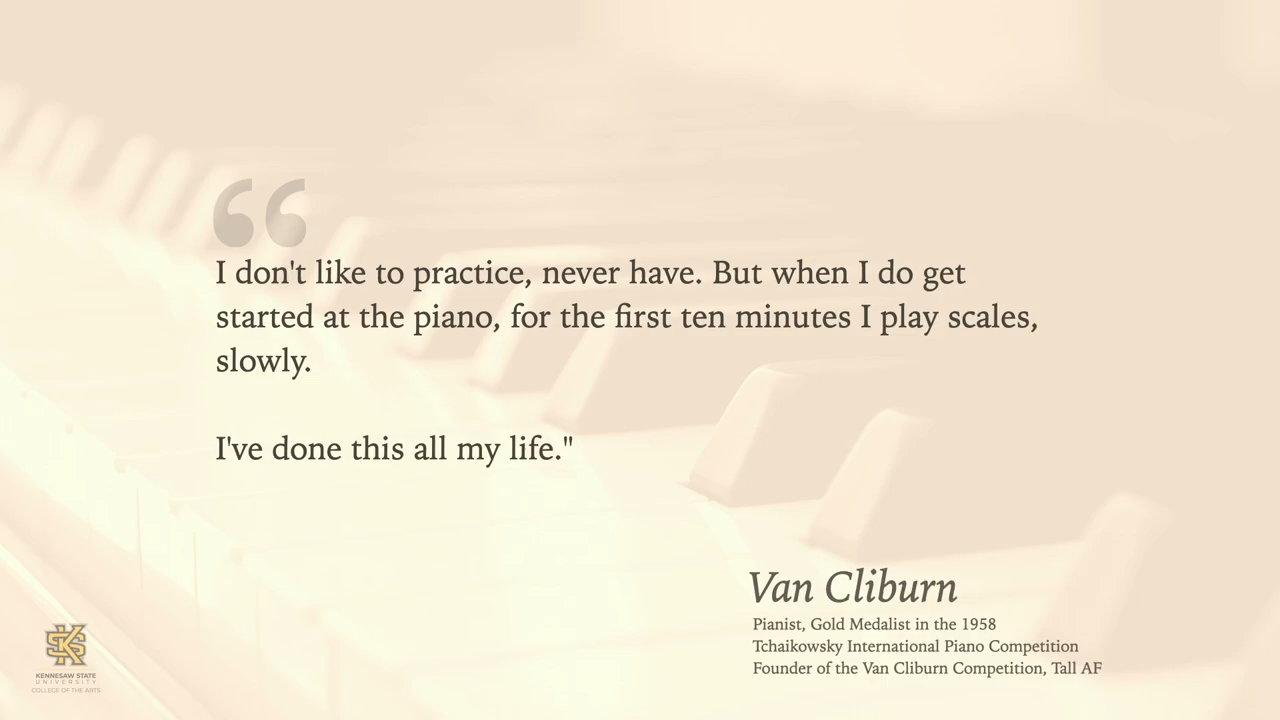 “
I don't like to practice, never have. But when I do get
started at the piano, for the first ten minutes I play scales,
slowly.
I've done this all my life."
Van Cliburn
Pianist, Gold Medalist in the 1958
Tchaikowsky International Piano Competition
Founder of the Van Cliburn Competition, Tall AF
KS
KENNESAW STATE
UNIVERSITY
COLLEGE OF THE ARTS